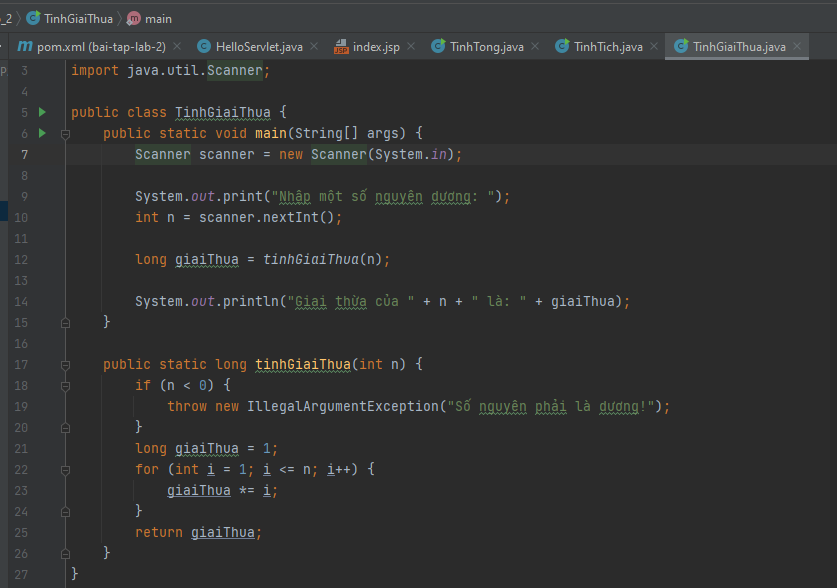 _2 TinhGiaiThua main
pom.xml (bai-tap-lab-2) HelloServlet.java index.jsp TinhTong.java TinhTich.java TinhGiaiThua.java
3 import java.util.Scanner;
4
5 public class TinhGiaiThua {
6 public static void main(String[] args) {
7 Scanner scanner = new Scanner(System.in);
8
9 System.out.print("Nhập một số nguyên dương: ");
10 int n = scanner.nextInt();
11
12 long giaiThua = tinhGiaiThua(n);
13
14 System.out.println("Giai thừa của " + n + " là: " + giaiThua);
15 }
16
17 public static long tinhGiaiThua(int n) {
18 if (n < 0) {
19 throw new IllegalArgumentException("Số nguyên phải là dương!");
20 }
21 long giaiThua = 1;
22 for (int i = 1; i <= n; i++) {
23 giaiThua *= i;
24 }
25 return giaiThua;
26 }
27 }